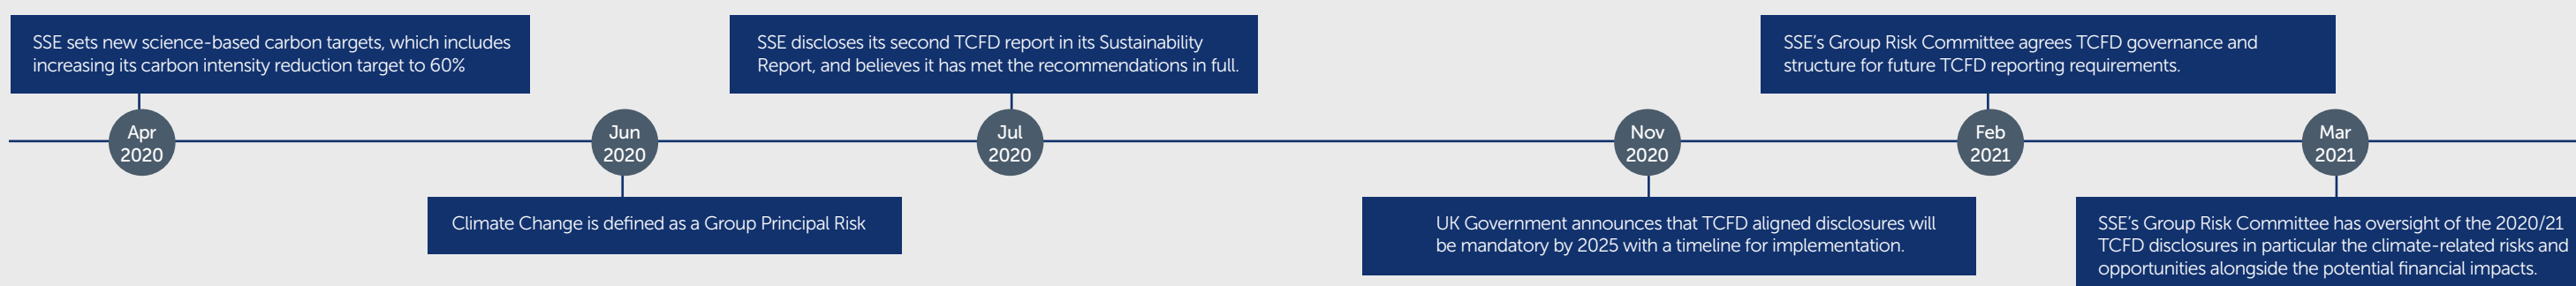 SSE sets new science-based carbon targets, which includes
increasing its carbon intensity reduction target to 60%
SSE discloses its second TCFD report in its Sustainability
Report, and believes it has met the recommendations in full.
SSE's Group Risk Committee agrees TCFD governance and
structure for future TCFD reporting requirements.
Apr
2020
Jun
2020
Jul
2020
Nov
2020
Feb
2021
Mar
2021
Climate Change is defined as a Group Principal Risk
UK Government announces that TCFD aligned disclosures will
be mandatory by 2025 with a timeline for implementation.
SSE's Group Risk Committee has oversight of the 2020/21
TCFD disclosures in particular the climate-related risks and
opportunities alongside the potential financial impacts.